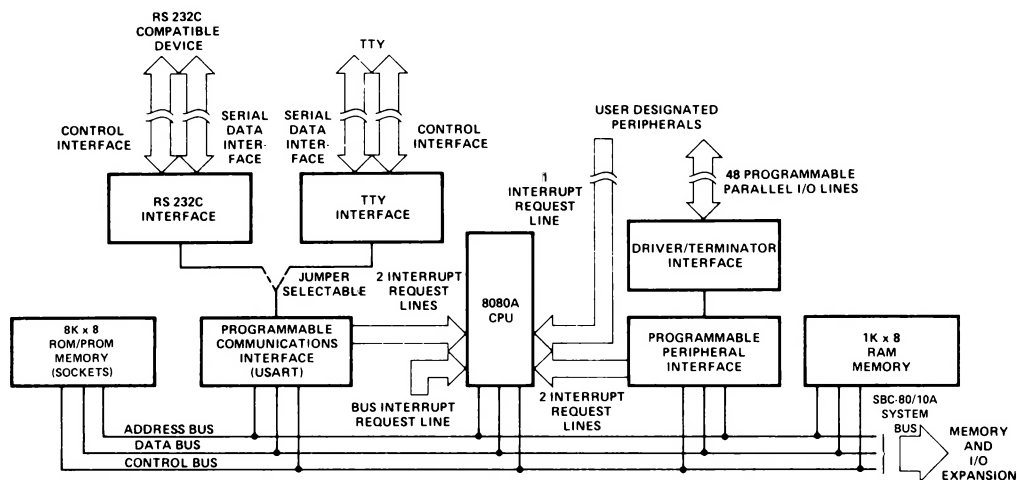 RS 232C
COMPATIBLE
DEVICE
TTY
CONTROL
INTERFACE
SERIAL
DATA
INTER-
FACE
SERIAL
DATA
INTER-
FACE
CONTROL
INTERFACE
USER DESIGNATED
PERIPHERALS
1
INTERRUPT
REQUEST
LINE
48 PROGRAMMABLE
PARALLEL I/O LINES
RS 232C
INTERFACE
TTY
INTERFACE
DRIVER/TERMINATOR
INTERFACE
JUMPER
SELECTABLE
2 INTERRUPT
REQUEST
LINES
8080A
CPU
8K x 8
ROM/PROM
MEMORY
(SOCKETS)
PROGRAMMABLE
COMMUNICATIONS
INTERFACE
(USART)
PROGRAMMABLE
PERIPHERAL
INTERFACE
1K x 8
RAM
MEMORY
BUS INTERRUPT
REQUEST LINE
2 INTERRUPT
REQUEST
LINES
SBC-80/10A
SYSTEM
BUS
ADDRESS BUS
DATA BUS
CONTROL BUS
MEMORY
AND
I/O
EXPANSION